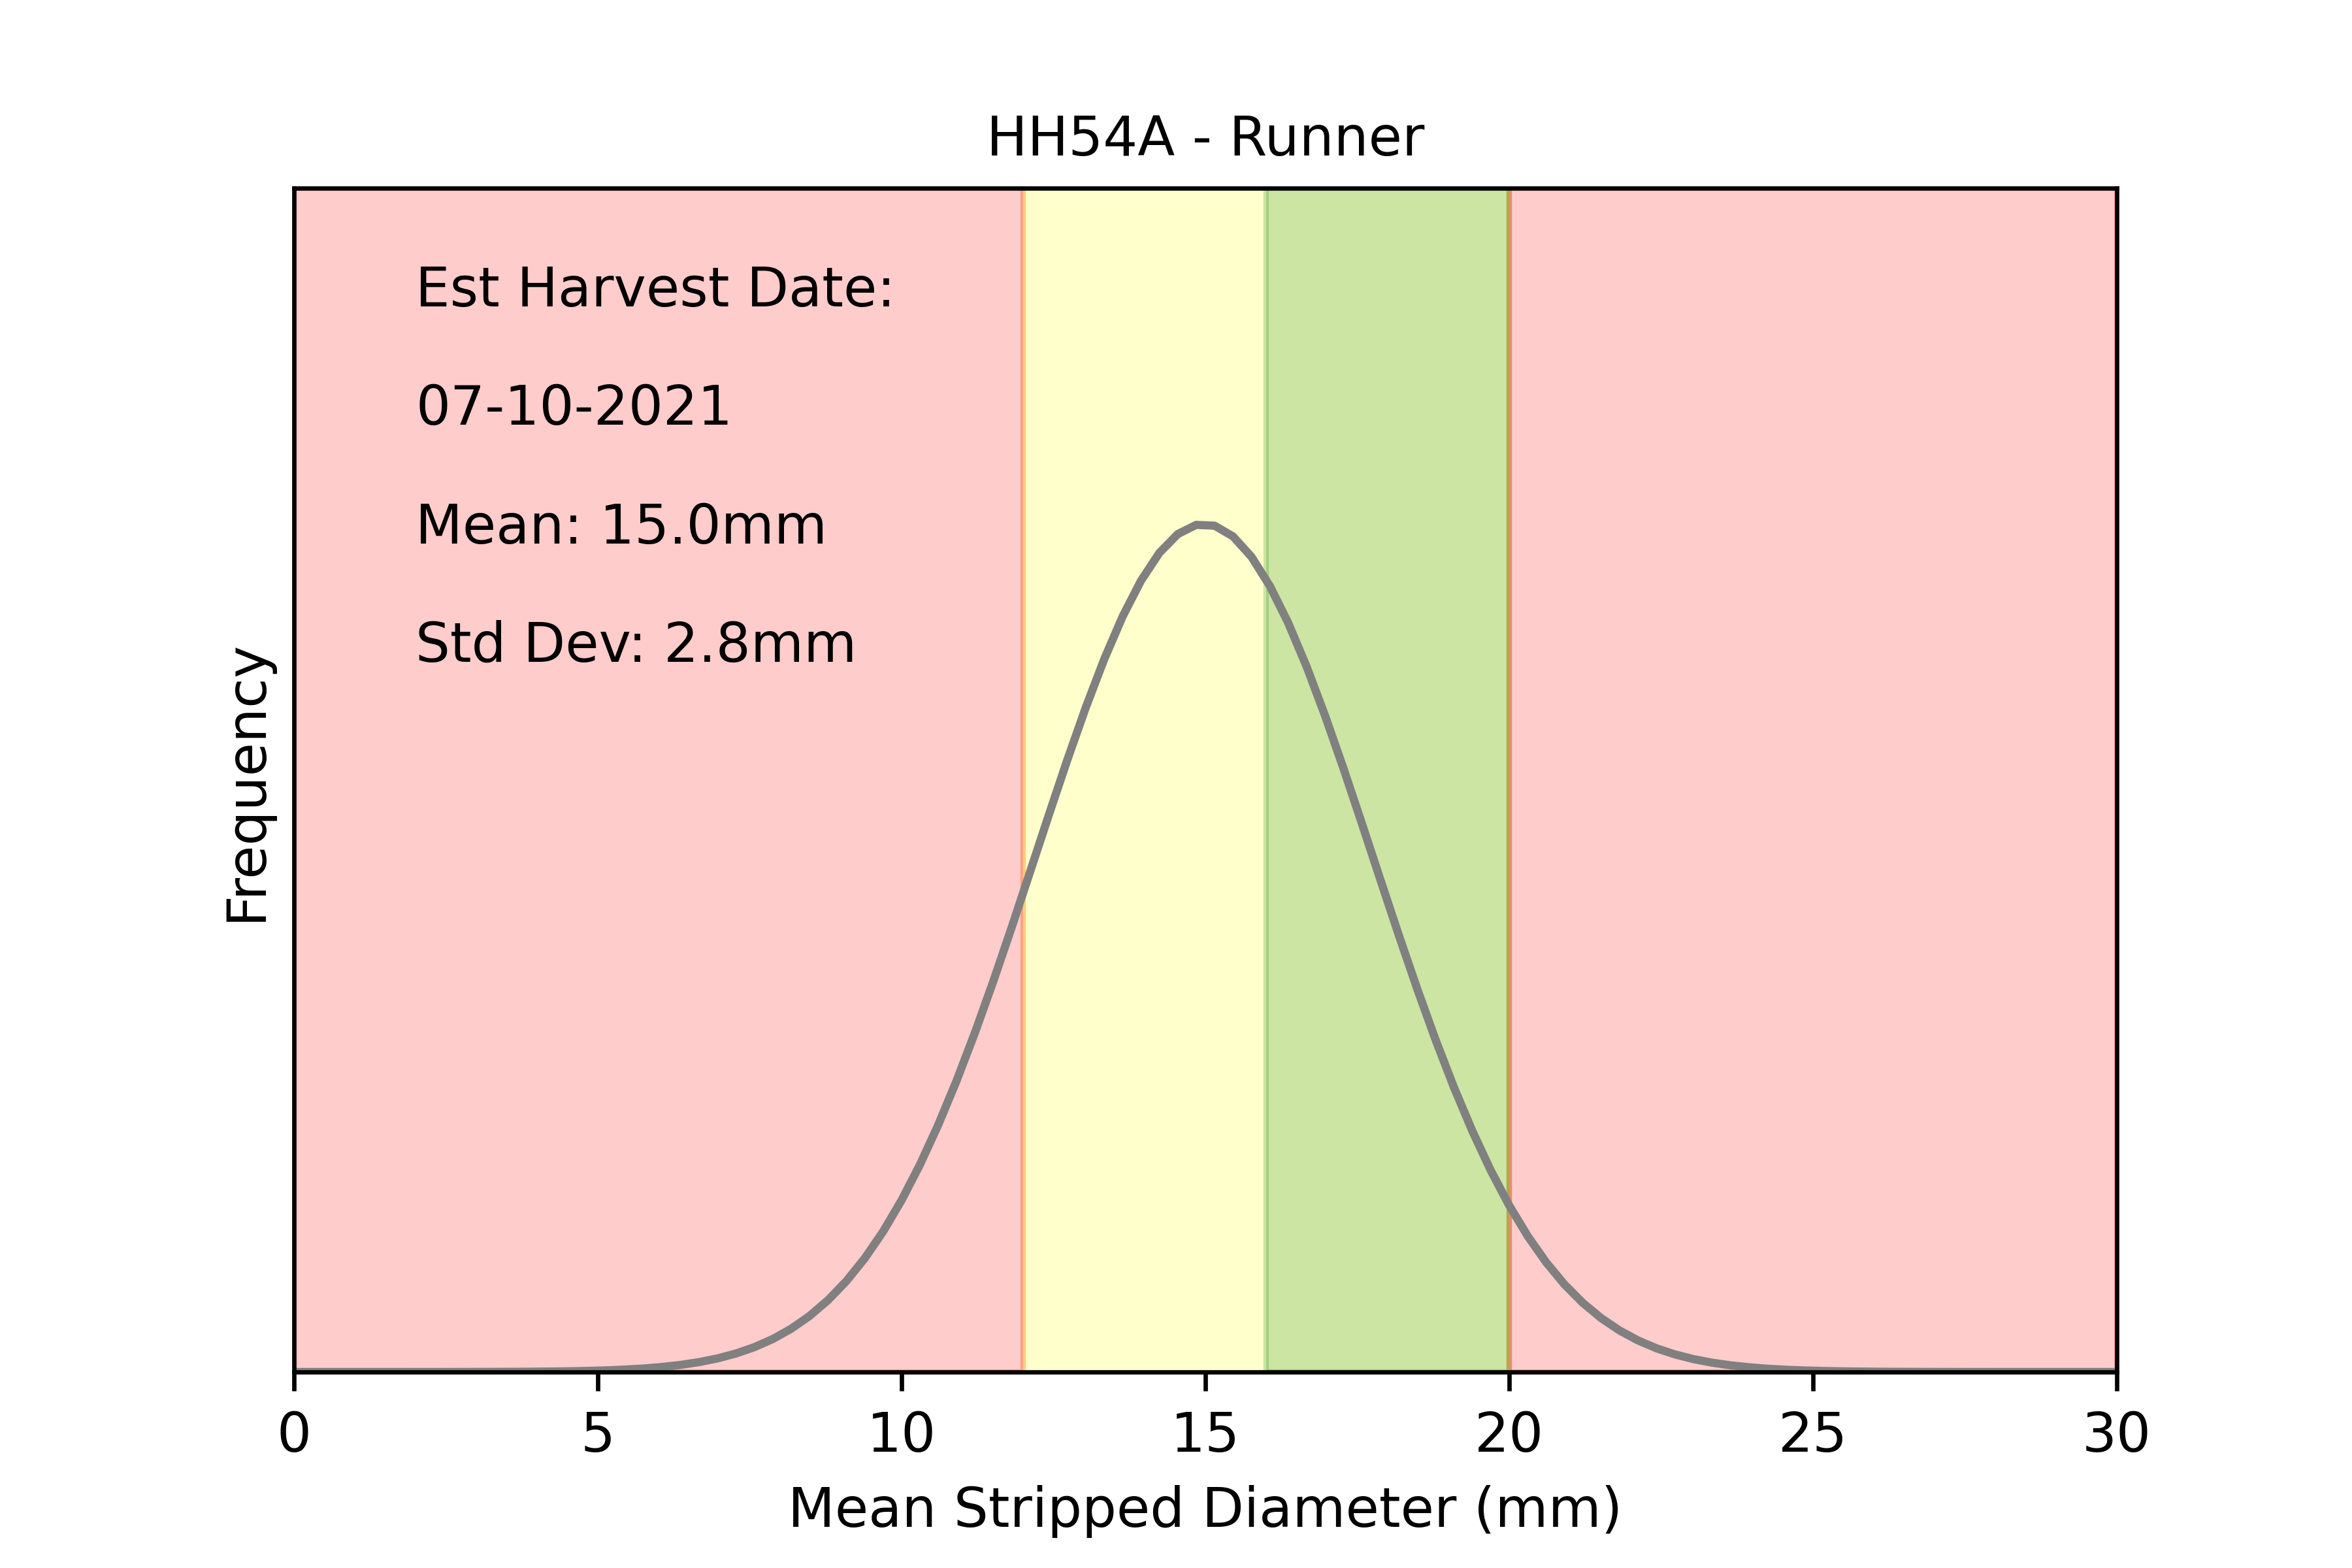 HH54A - Runner
Est Harvest Date:
07-10-2021
Mean: 15.0mm
Std Dev: 2.8mm
Frequency
0 5 10 15 20 25 30
Mean Stripped Diameter (mm)